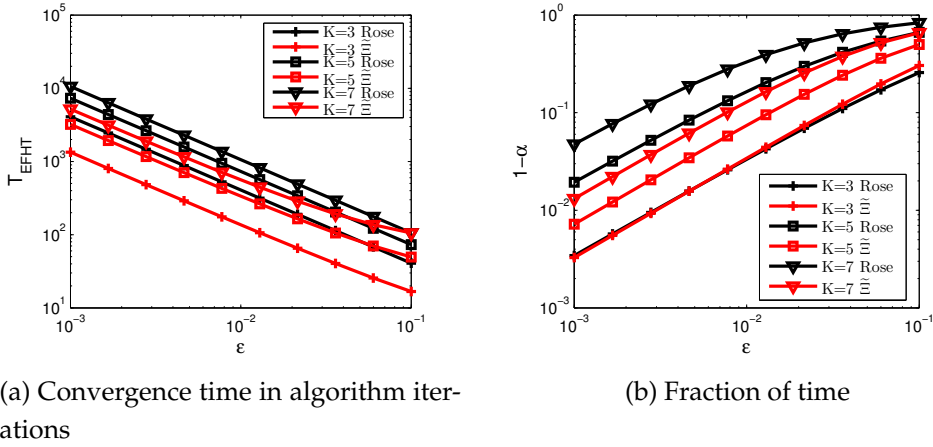 10^5
10^4
10^3
10^2
10^1
T_EFHT
10^−3
10^−2
10^−1
ε
K=3 Rose
K=3 Ξ̃
K=5 Rose
K=5 Ξ̃
K=7 Rose
K=7 Ξ̃
(a) Convergence time in algorithm iter-
ations
10^0
10^−1
10^−2
10^−3
1−α
10^−3
10^−2
10^−1
ε
K=3 Rose
K=3 Ξ̃
K=5 Rose
K=5 Ξ̃
K=7 Rose
K=7 Ξ̃
(b) Fraction of time